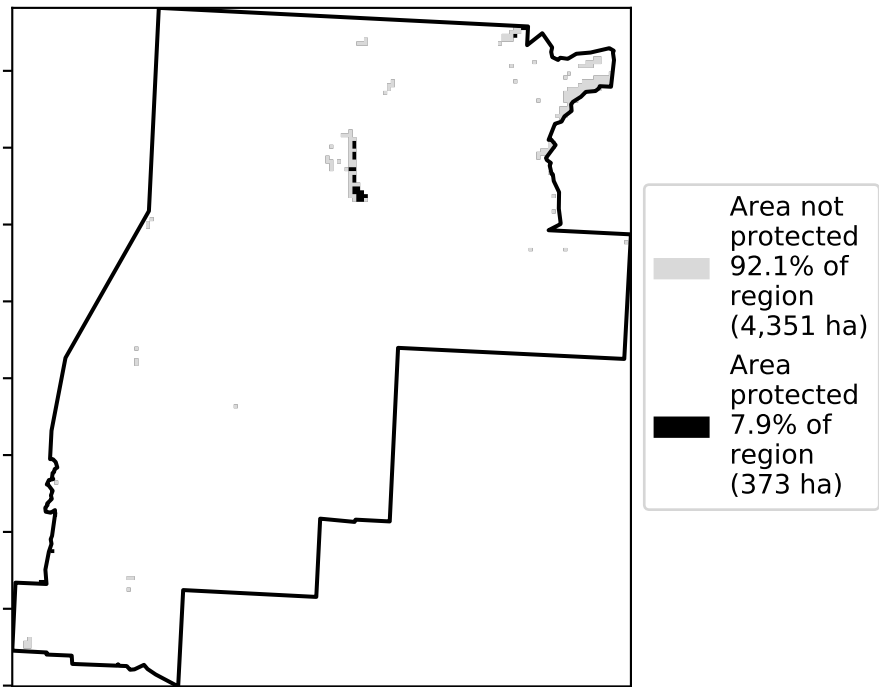 Area not
protected
92.1% of
region
(4,351 ha)
Area
protected
7.9% of
region
(373 ha)